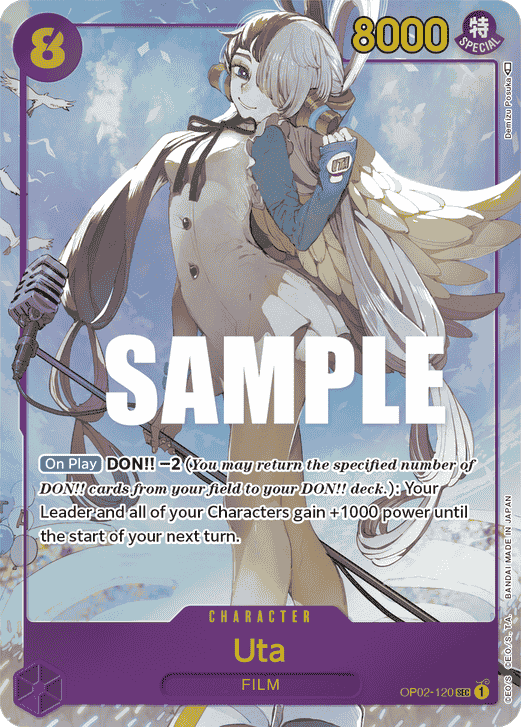 8
8000
特
SPECIAL
Demizu Posuka
UTA
SAMPLE
On Play DON!! −2 (You may return the specified number of
DON!! cards from your field to your DON!! deck.): Your
Leader and all of your Characters gain +1000 power until
the start of your next turn.
©E.O/S. ©E.O./S., T.A. BANDAI MADE IN JAPAN
CHARACTER
Uta
FILM
OP02-120 SEC 1